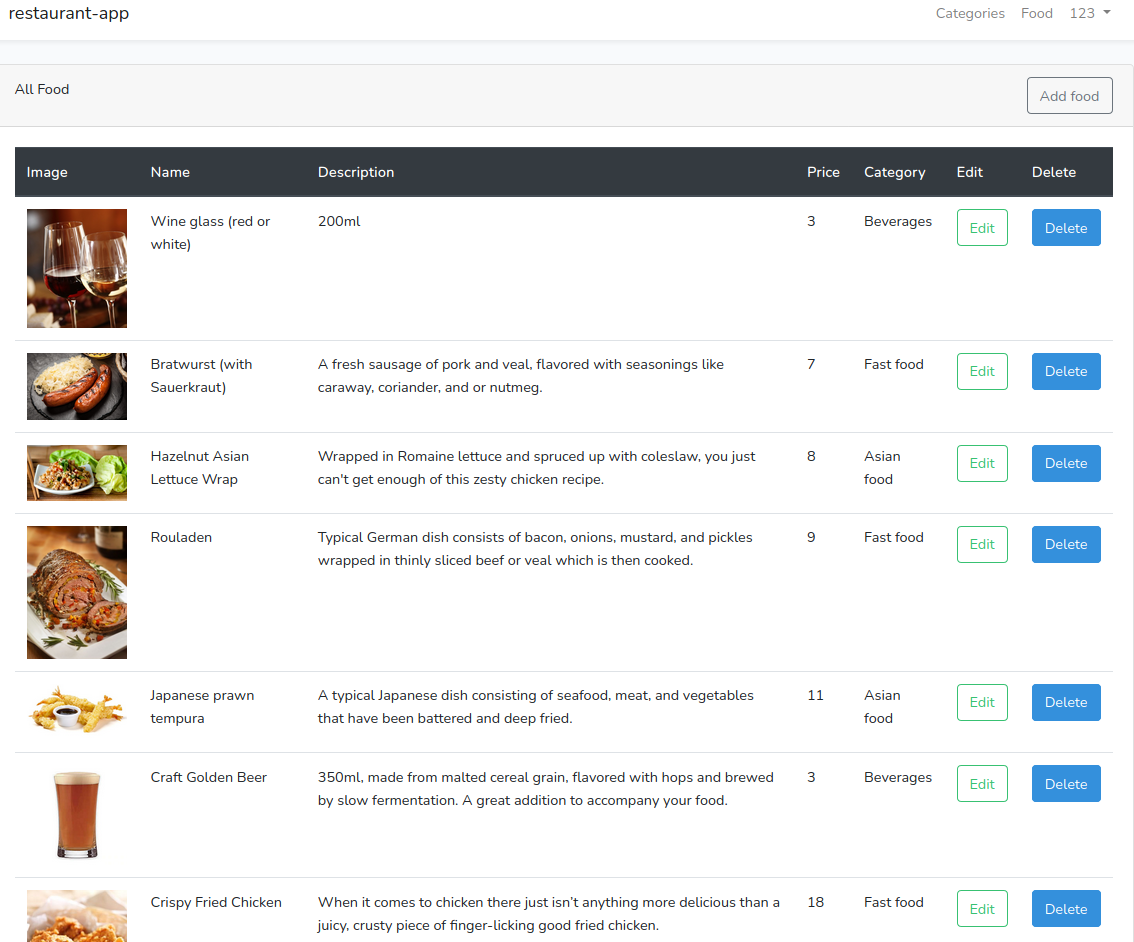 restaurant-app
Categories Food 123
All Food
Add food
Image Name Description Price Category Edit Delete
Wine glass (red or 200ml 3 Beverages Edit Delete
white)
Bratwurst (with A fresh sausage of pork and veal, flavored with seasonings like 7 Fast food Edit Delete
Sauerkraut) caraway, coriander, and or nutmeg.
Hazelnut Asian Wrapped in Romaine lettuce and spruced up with coleslaw, you just 8 Asian Edit Delete
Lettuce Wrap can't get enough of this zesty chicken recipe. food
Rouladen Typical German dish consists of bacon, onions, mustard, and pickles 9 Fast food Edit Delete
wrapped in thinly sliced beef or veal which is then cooked.
Japanese prawn A typical Japanese dish consisting of seafood, meat, and vegetables 11 Asian Edit Delete
tempura that have been battered and deep fried. food
Craft Golden Beer 350ml, made from malted cereal grain, flavored with hops and brewed 3 Beverages Edit Delete
by slow fermentation. A great addition to accompany your food.
Crispy Fried Chicken When it comes to chicken there just isn't anything more delicious than a 18 Fast food Edit Delete
juicy, crusty piece of finger-licking good fried chicken.